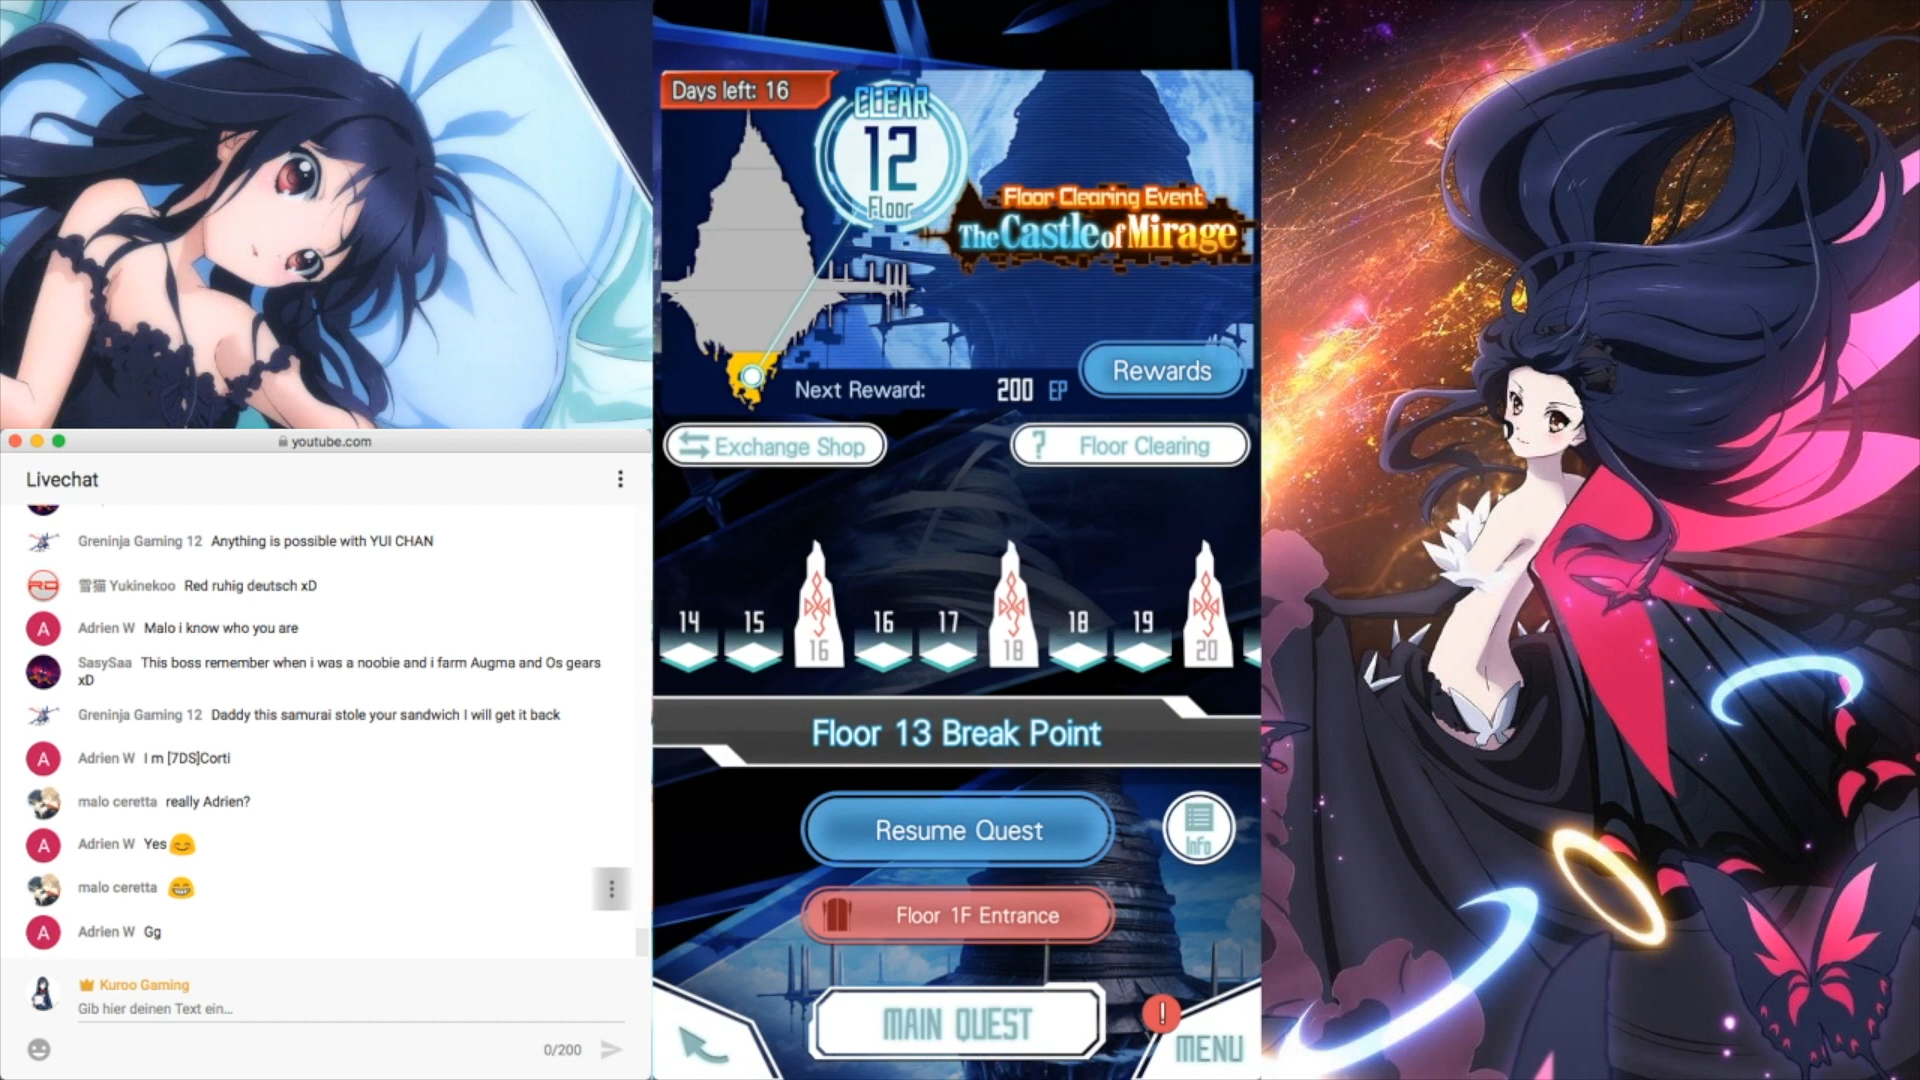 youtube.com
Livechat
Greninja Gaming 12 Anything is possible with YUI CHAN
雪猫 Yukinekoo Red ruhig deutsch xD
A Adrien W Malo i know who you are
SasySaa This boss remember when i was a noobie and i farm Augma and Os gears
xD
Greninja Gaming 12 Daddy this samurai stole your sandwich I will get it back
A Adrien W I m [7DS]Corti
malo ceretta really Adrien?
A Adrien W Yes 😊
malo ceretta 😁
A Adrien W Gg
Kuroo Gaming
Gib hier deinen Text ein...
0/200
Days left: 16
CLEAR
12
Floor
Floor Clearing Event
The Castle of Mirage
Next Reward: 200 EP
Rewards
Exchange Shop
? Floor Clearing
14 15 16 16 17 18 18 19 20
Floor 13 Break Point
Resume Quest
Info
Floor 1F Entrance
MAIN QUEST
!
MENU